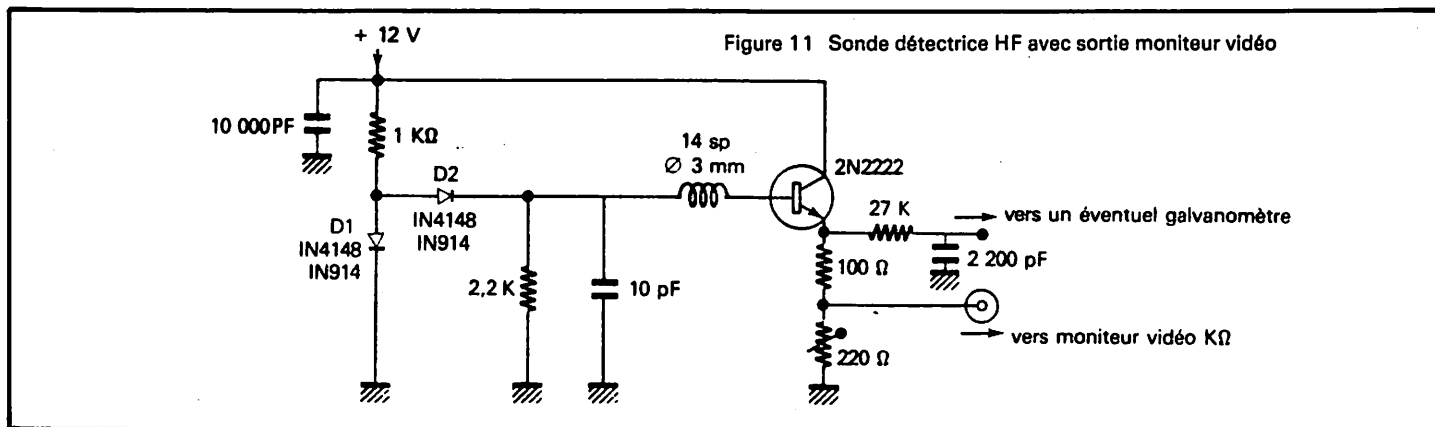 Figure 11 Sonde détectrice HF avec sortie moniteur vidéo
+ 12 V
10 000PF
1 KΩ
D2
IN4148
IN914
D1
IN4148
IN914
2,2 K
10 pF
14 sp
Ø 3 mm
2N2222
27 K
vers un éventuel galvanomètre
2 200 pF
100 Ω
vers moniteur vidéo KΩ
220 Ω